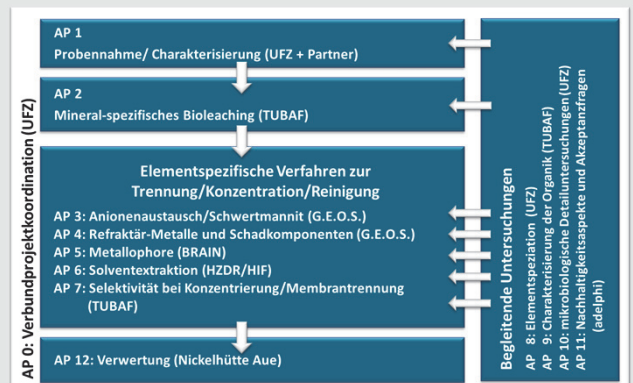 AP 0: Verbundprojektkoordination (UFZ)
AP 1
Probennahme/ Charakterisierung (UFZ + Partner)
AP 2
Mineral-spezifisches Bioleaching (TUBAF)
Elementspezifische Verfahren zur
Trennung/Konzentration/Reinigung
AP 3: Anionenaustausch/Schwertmannit (G.E.O.S.)
AP 4: Refraktär-Metalle und Schadkomponenten (G.E.O.S.)
AP 5: Metallophore (BRAIN)
AP 6: Solventextraktion (HZDR/HIF)
AP 7: Selektivität bei Konzentrierung/Membrantrennung
(TUBAF)
AP 12: Verwertung (Nickelhütte Aue)
Begleitende Untersuchungen
AP 8: Elementspeziation (UFZ)
AP 9: Charakterisierung der Organik (TUBAF)
AP 10: mikrobiologische Detailuntersuchungen (UFZ)
AP 11: Nachhaltigkeitsaspekte und Akzeptanzfragen
(adelphi)